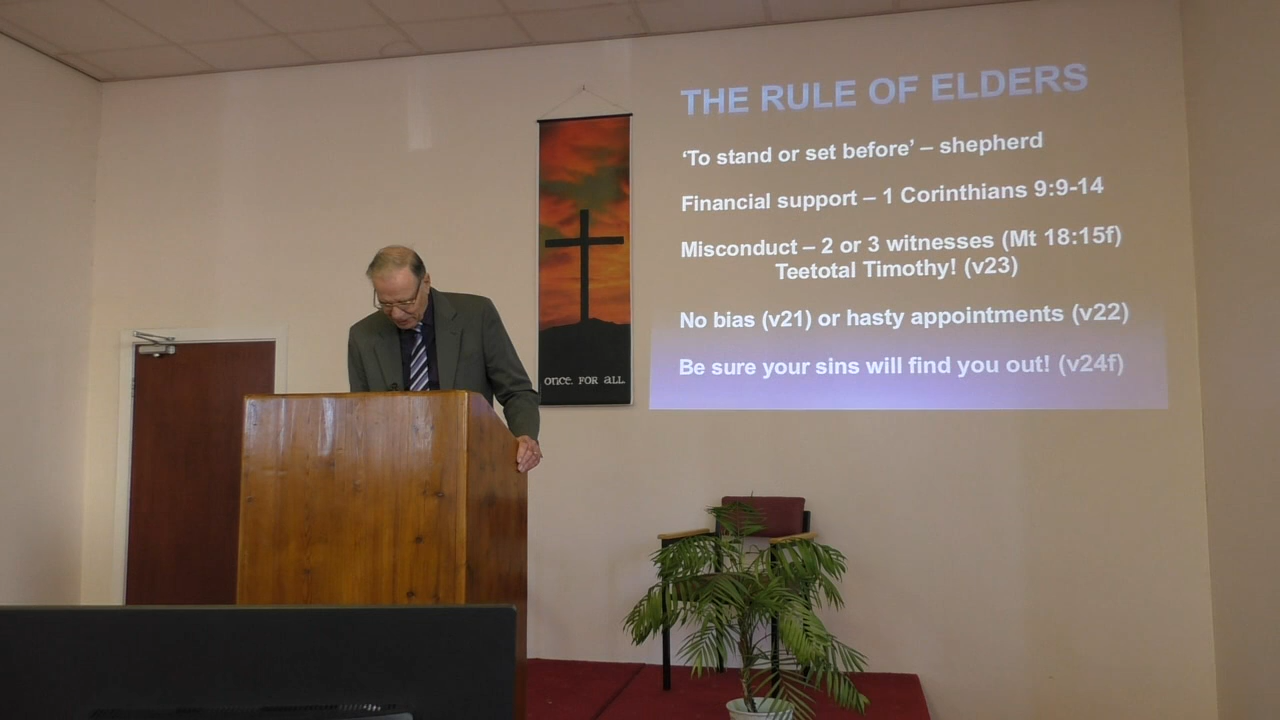 THE RULE OF ELDERS
‘To stand or set before’ – shepherd
Financial support – 1 Corinthians 9:9-14
Misconduct – 2 or 3 witnesses (Mt 18:15f)
Teetotal Timothy! (v23)
No bias (v21) or hasty appointments (v22)
Be sure your sins will find you out! (v24f)
once. FOR aLL.